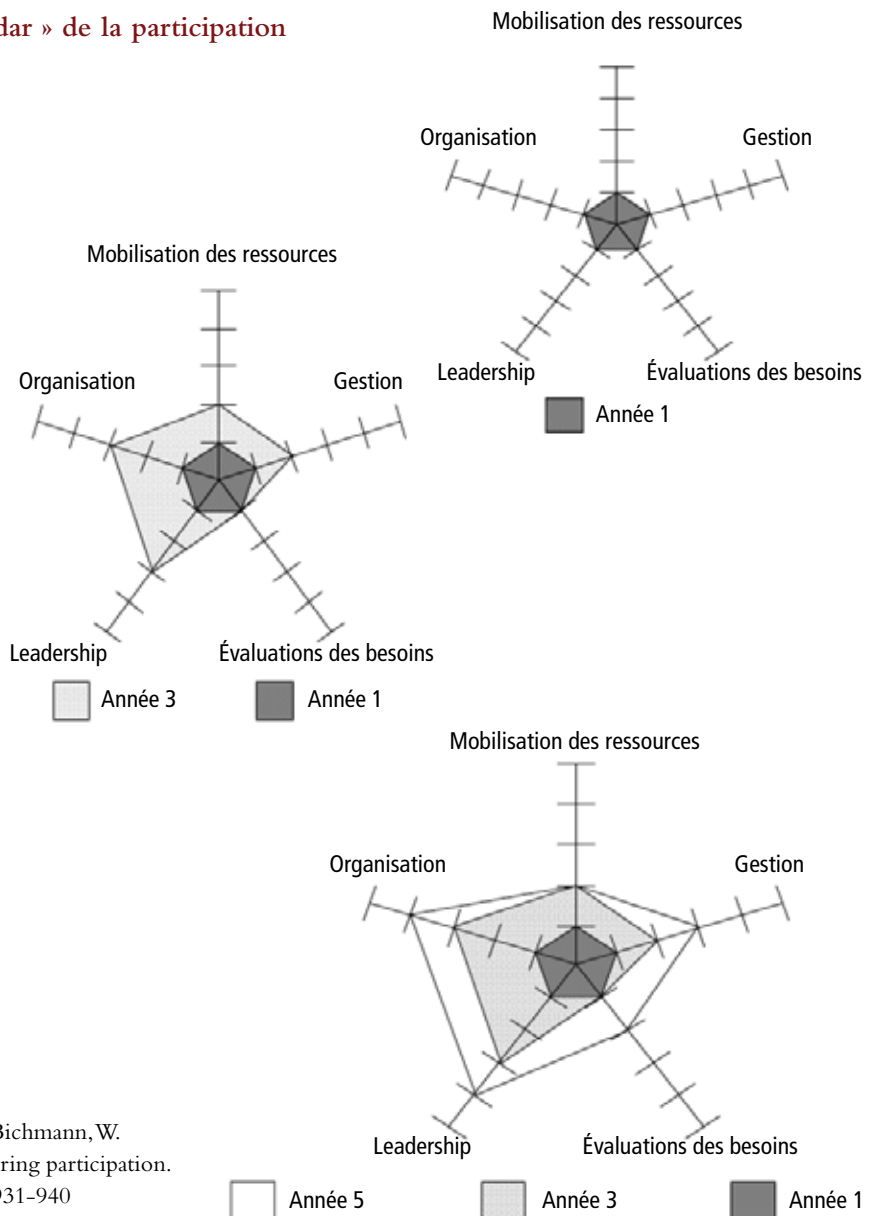 dar » de la participation
Mobilisation des ressources
Organisation
Gestion
Leadership
Évaluations des besoins
Année 1
Mobilisation des ressources
Organisation
Gestion
Leadership
Évaluations des besoins
Année 3
Année 1
Mobilisation des ressources
Organisation
Gestion
Leadership
Évaluations des besoins
Année 5
Année 3
Année 1
Bichmann, W.
ring participation.
931-940